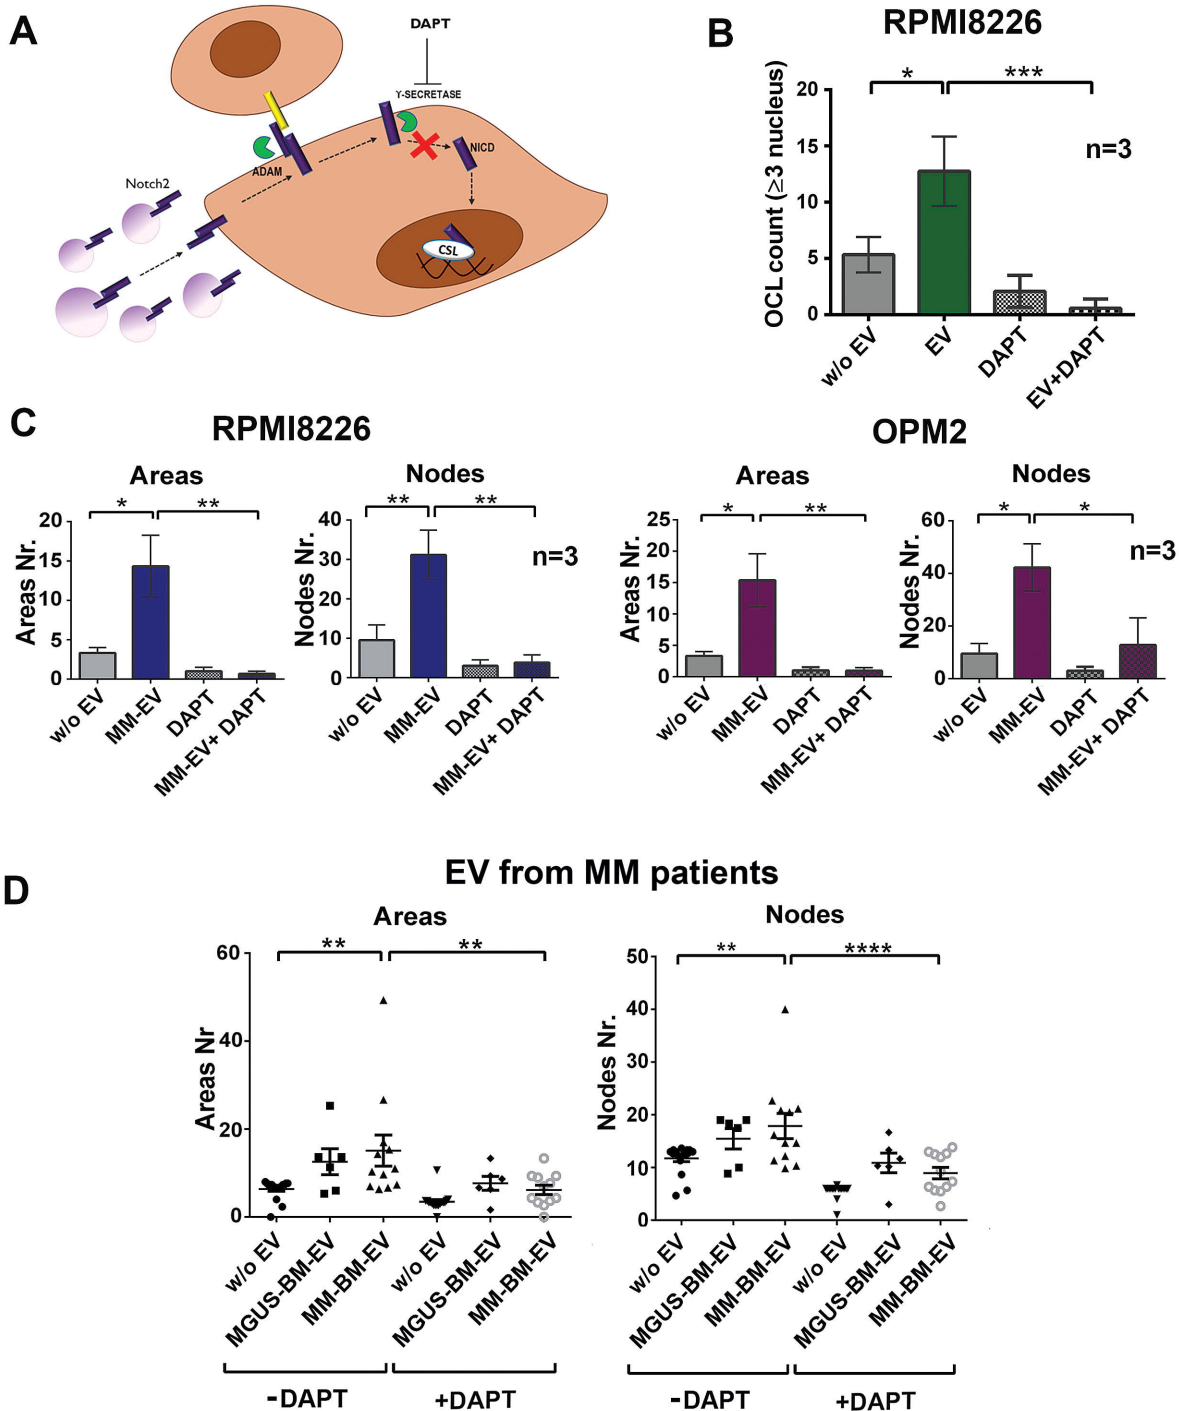 A
DAPT
ϒ-SECRETASE
NICD
ADAM
Notch2
CSL
B
RPMI8226
* ***
OCL count (≥3 nucleus)
20
15
10
5
0
n=3
w/o EV
EV
DAPT
EV+DAPT
C
RPMI8226
Areas
* **
Areas Nr.
20
15
10
5
0
w/o EV
MM-EV
DAPT
MM-EV+ DAPT
Nodes
** **
Nodes Nr.
40
30
20
10
0
n=3
w/o EV
MM-EV
DAPT
MM-EV+ DAPT
OPM2
Areas
* **
Areas Nr.
25
20
15
10
5
0
w/o EV
MM-EV
DAPT
MM-EV+ DAPT
Nodes
* *
Nodes Nr.
60
40
20
0
n=3
w/o EV
MM-EV
DAPT
MM-EV+ DAPT
D
EV from MM patients
Areas
** **
Areas Nr
60
40
20
0
w/o EV
MGUS-BM-EV
MM-BM-EV
w/o EV
MGUS-BM-EV
MM-BM-EV
-DAPT
+DAPT
Nodes
** ****
Nodes Nr.
50
40
30
20
10
0
w/o EV
MGUS-BM-EV
MM-BM-EV
w/o EV
MGUS-BM-EV
MM-BM-EV
-DAPT
+DAPT